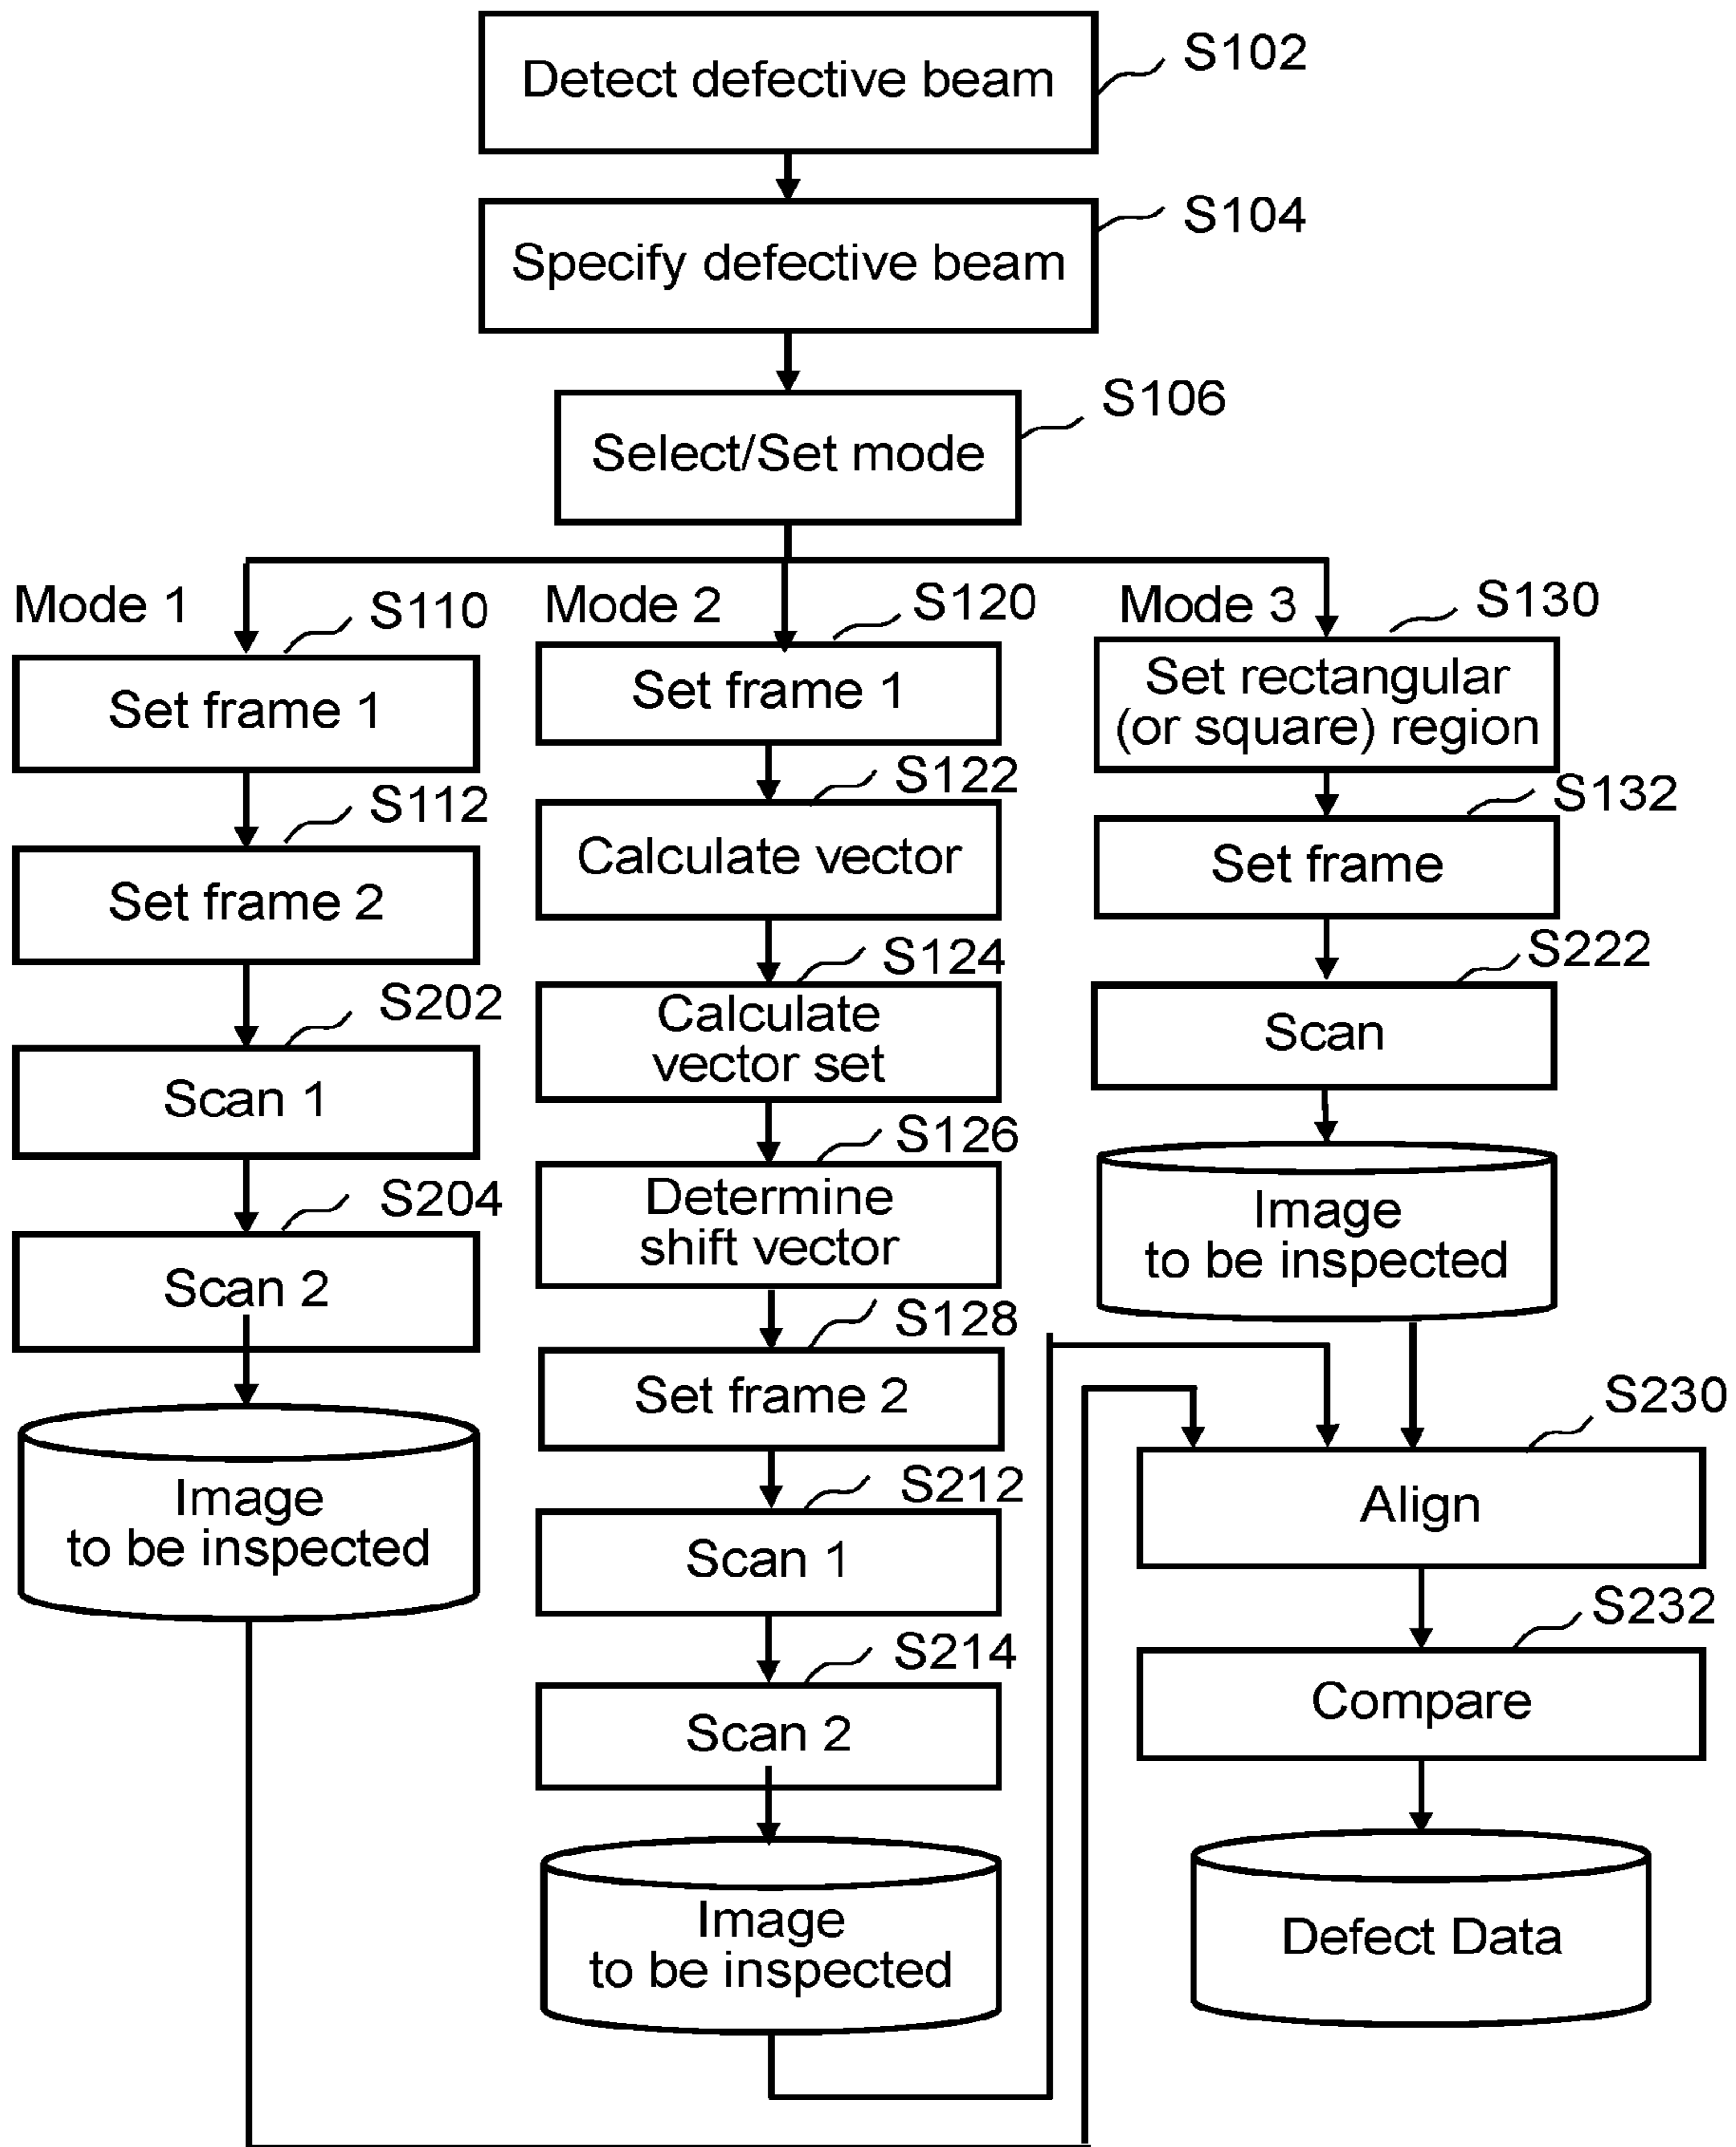 Detect defective beam
S102
Specify defective beam
S104
Select/Set mode
S106
Mode 1
S110
Set frame 1
S112
Set frame 2
S202
Scan 1
S204
Scan 2
Image
to be inspected
Mode 2
S120
Set frame 1
S122
Calculate vector
S124
Calculate
vector set
S126
Determine
shift vector
S128
Set frame 2
S212
Scan 1
S214
Scan 2
Image
to be inspected
Mode 3
S130
Set rectangular
(or square) region
S132
Set frame
S222
Scan
Image
to be inspected
S230
Align
S232
Compare
Defect Data